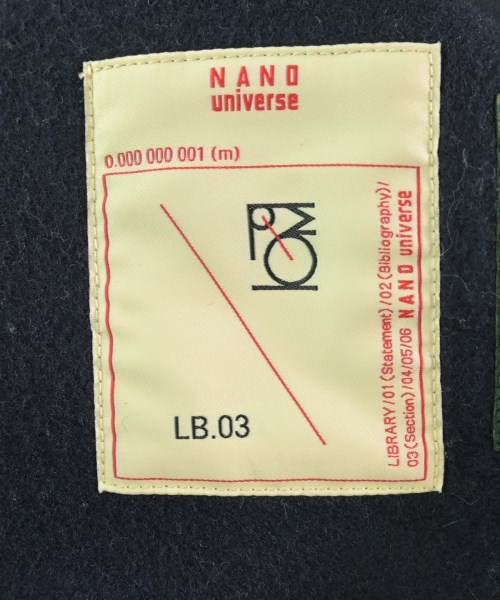 NANO
universe
0.000 000 001 (m)
LB.03
LIBRARY/01(Statement)/02(Bibliography)/
03(Section)/04/05/06 NANO universe